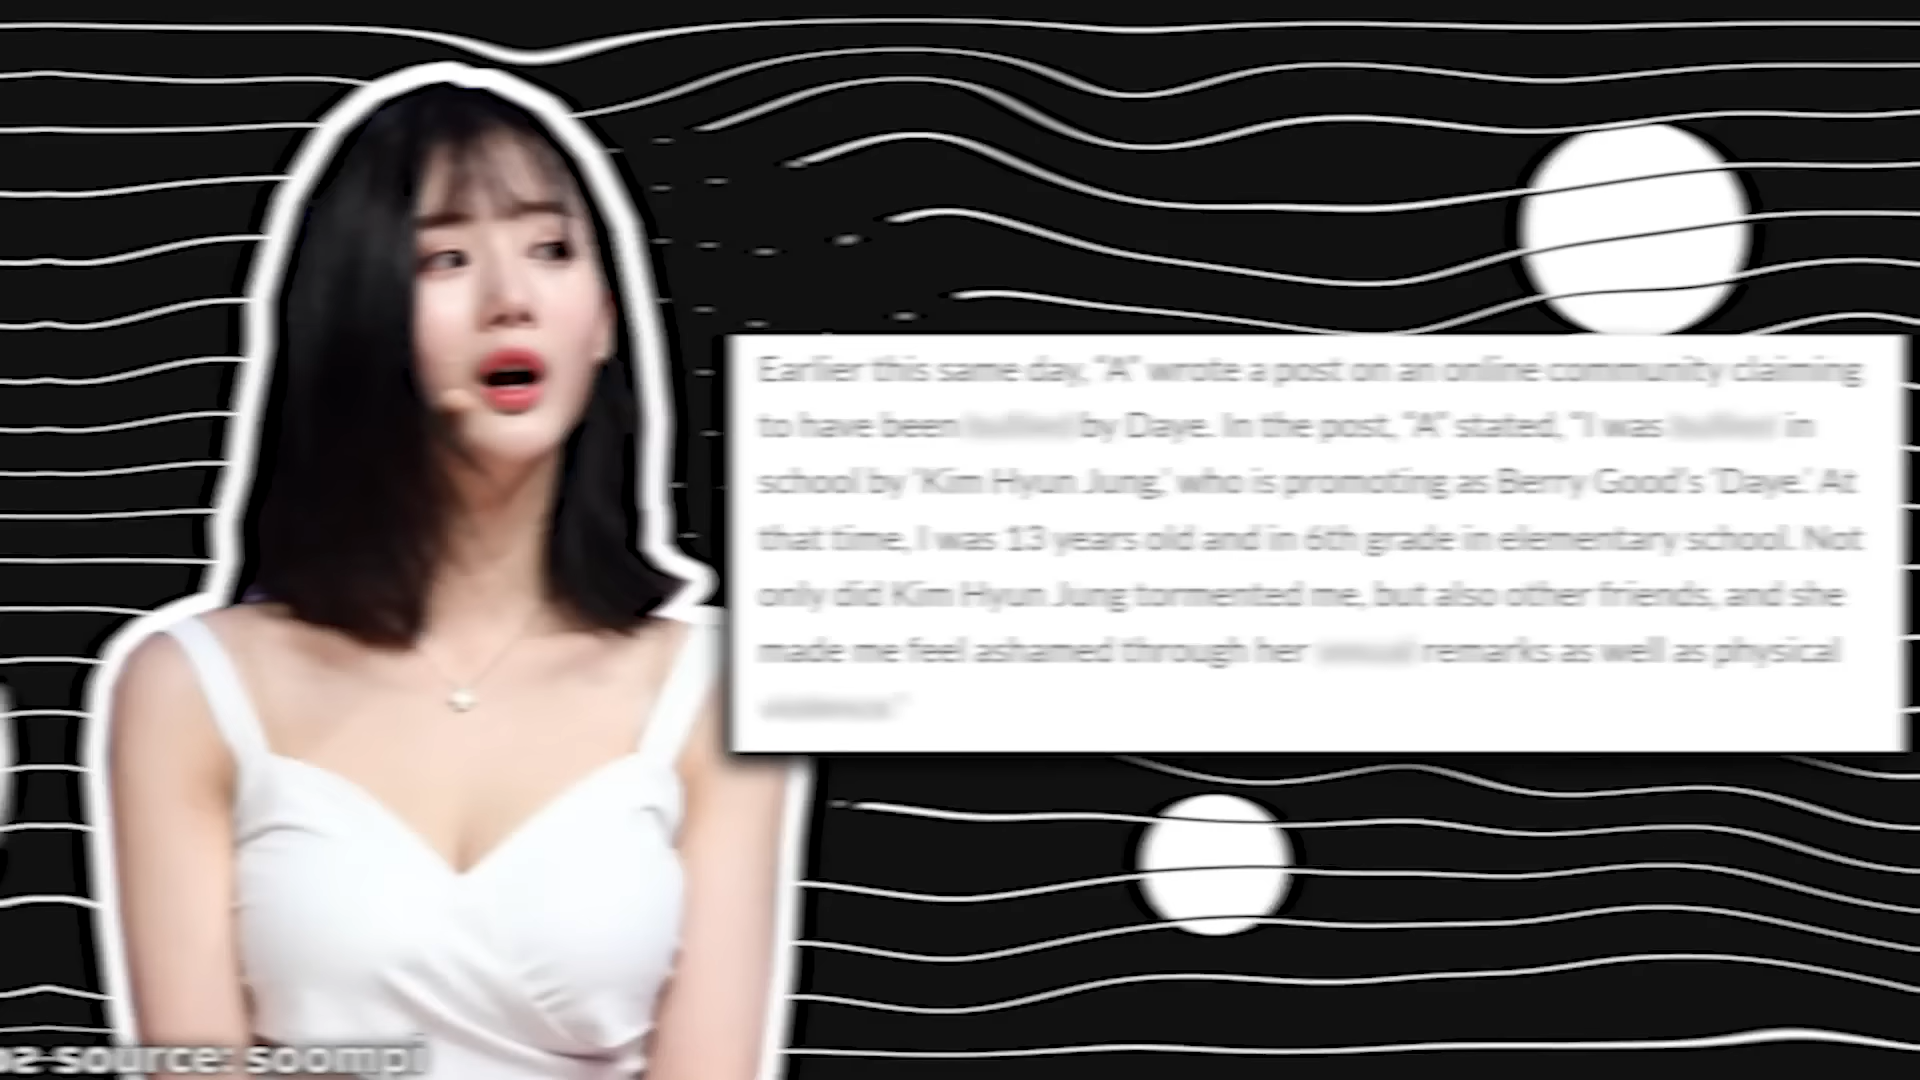 Earlier this same day, "A" wrote a post on an online community claiming
to have been by Daye. In the post, "A" stated, "I was in
school by 'Kim Hyun Jung,' who is promoting as Berry Good's 'Daye.' At
that time, I was 13 years old and in 6th grade in elementary school. Not
only did Kim Hyun Jung tormented me, but also other friends, and she
made me feel ashamed through her remarks as well as physical
source: soompi